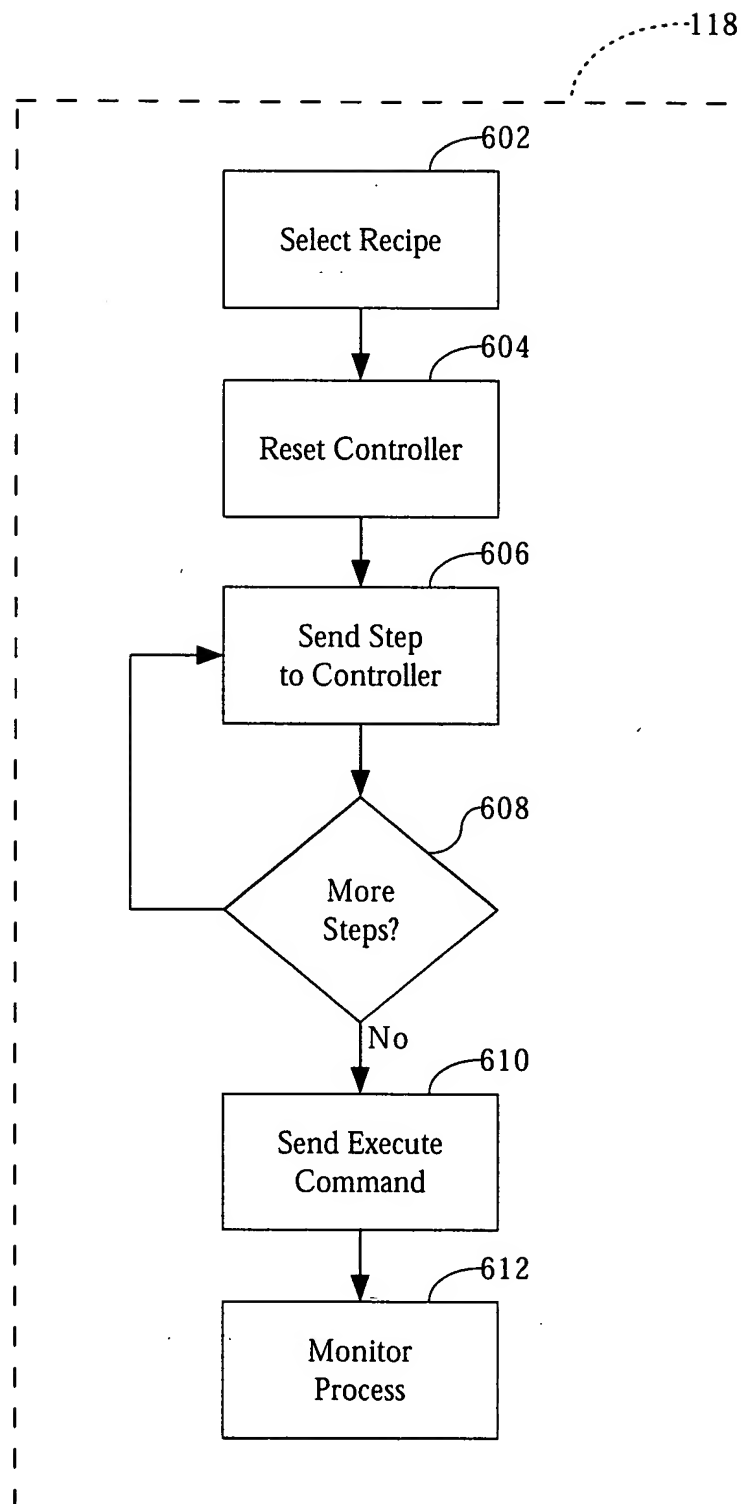 118
602
Select Recipe
604
Reset Controller
606
Send Step
to Controller
608
More
Steps?
No
610
Send Execute
Command
612
Monitor
Process